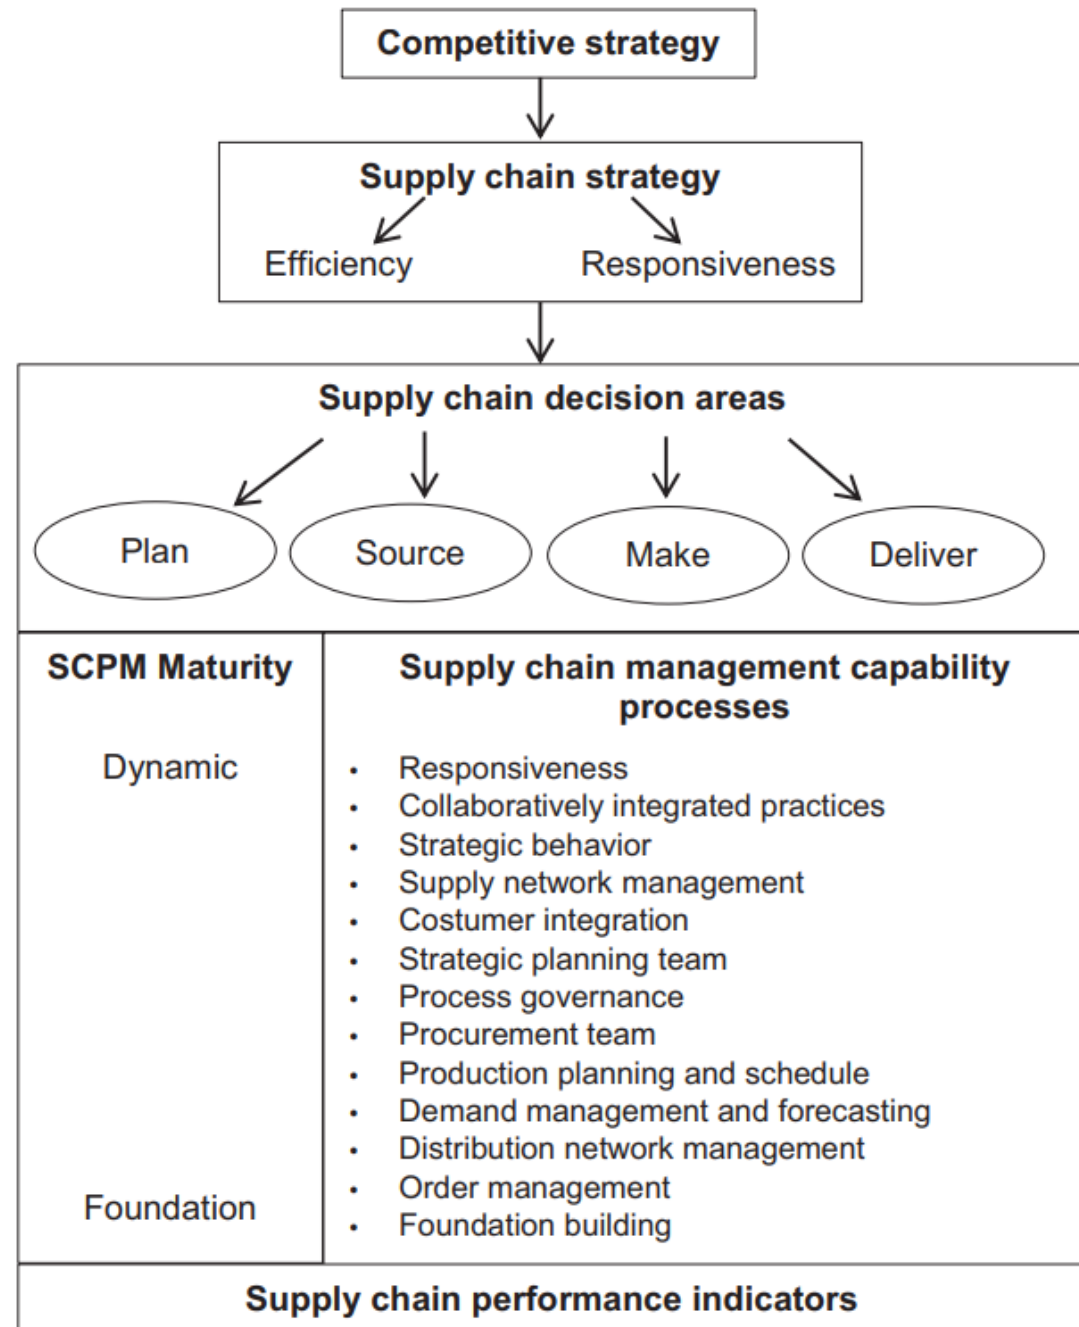 Competitive strategy
Supply chain strategy
Efficiency
Responsiveness
Supply chain decision areas
Plan
Source
Make
Deliver
SCPM Maturity
Dynamic
Foundation
Supply chain management capability
processes
• Responsiveness
• Collaboratively integrated practices
• Strategic behavior
• Supply network management
• Costumer integration
• Strategic planning team
• Process governance
• Procurement team
• Production planning and schedule
• Demand management and forecasting
• Distribution network management
• Order management
• Foundation building
Supply chain performance indicators